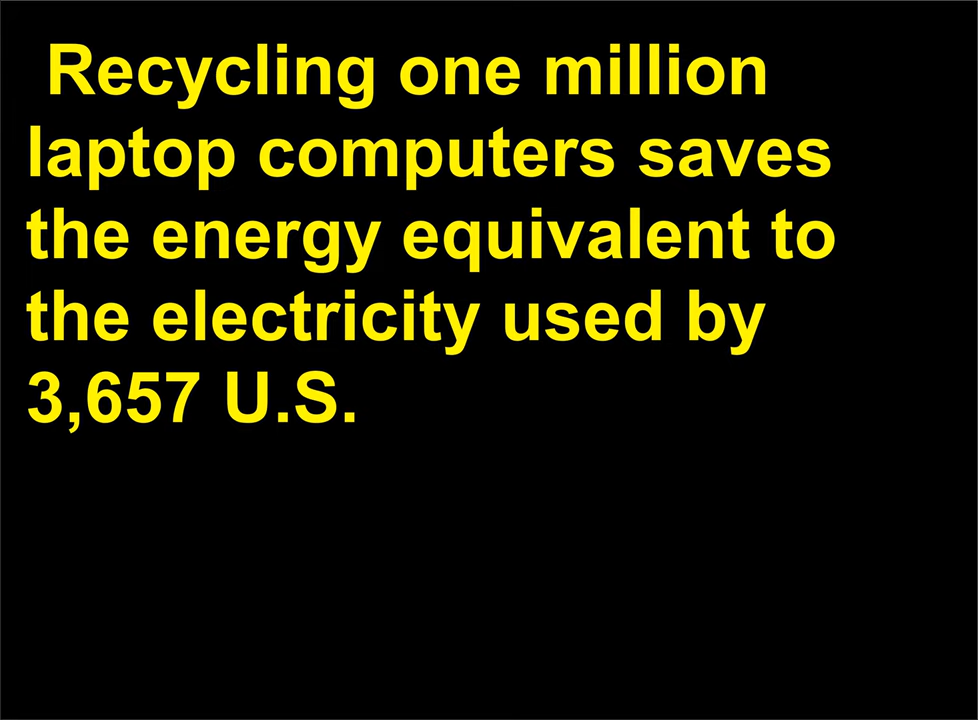 Recycling one million
laptop computers saves
the energy equivalent to
the electricity used by
3,657 U.S.